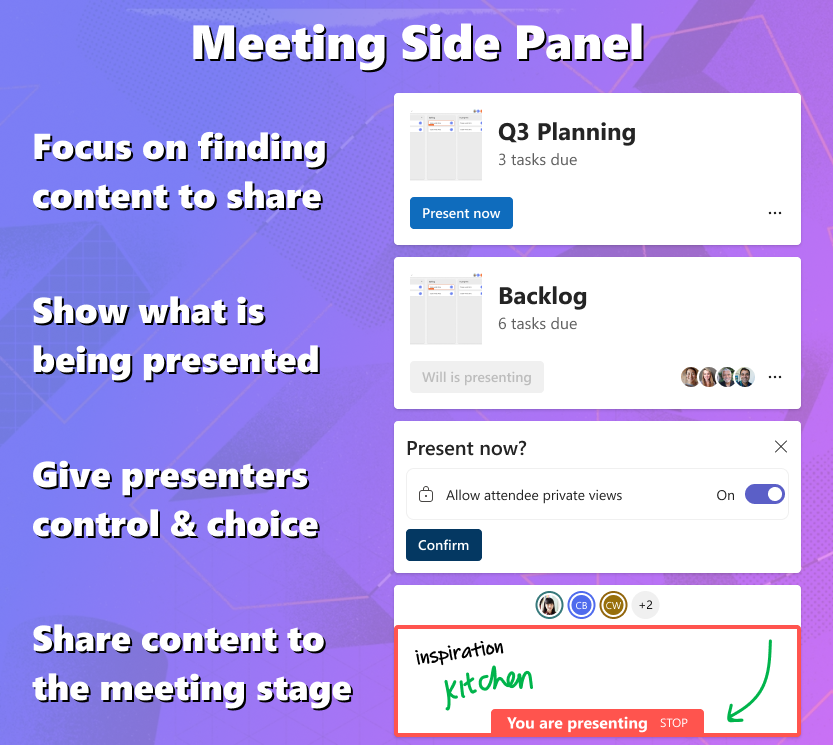 Meeting Side Panel
Focus on finding
content to share
Q3 Planning
3 tasks due
Present now
Show what is
being presented
Backlog
6 tasks due
Will is presenting
Give presenters
control & choice
Present now?
Allow attendee private views
On
Confirm
Share content to
the meeting stage
CB
CW
+2
inspiration
kitchen
You are presenting STOP